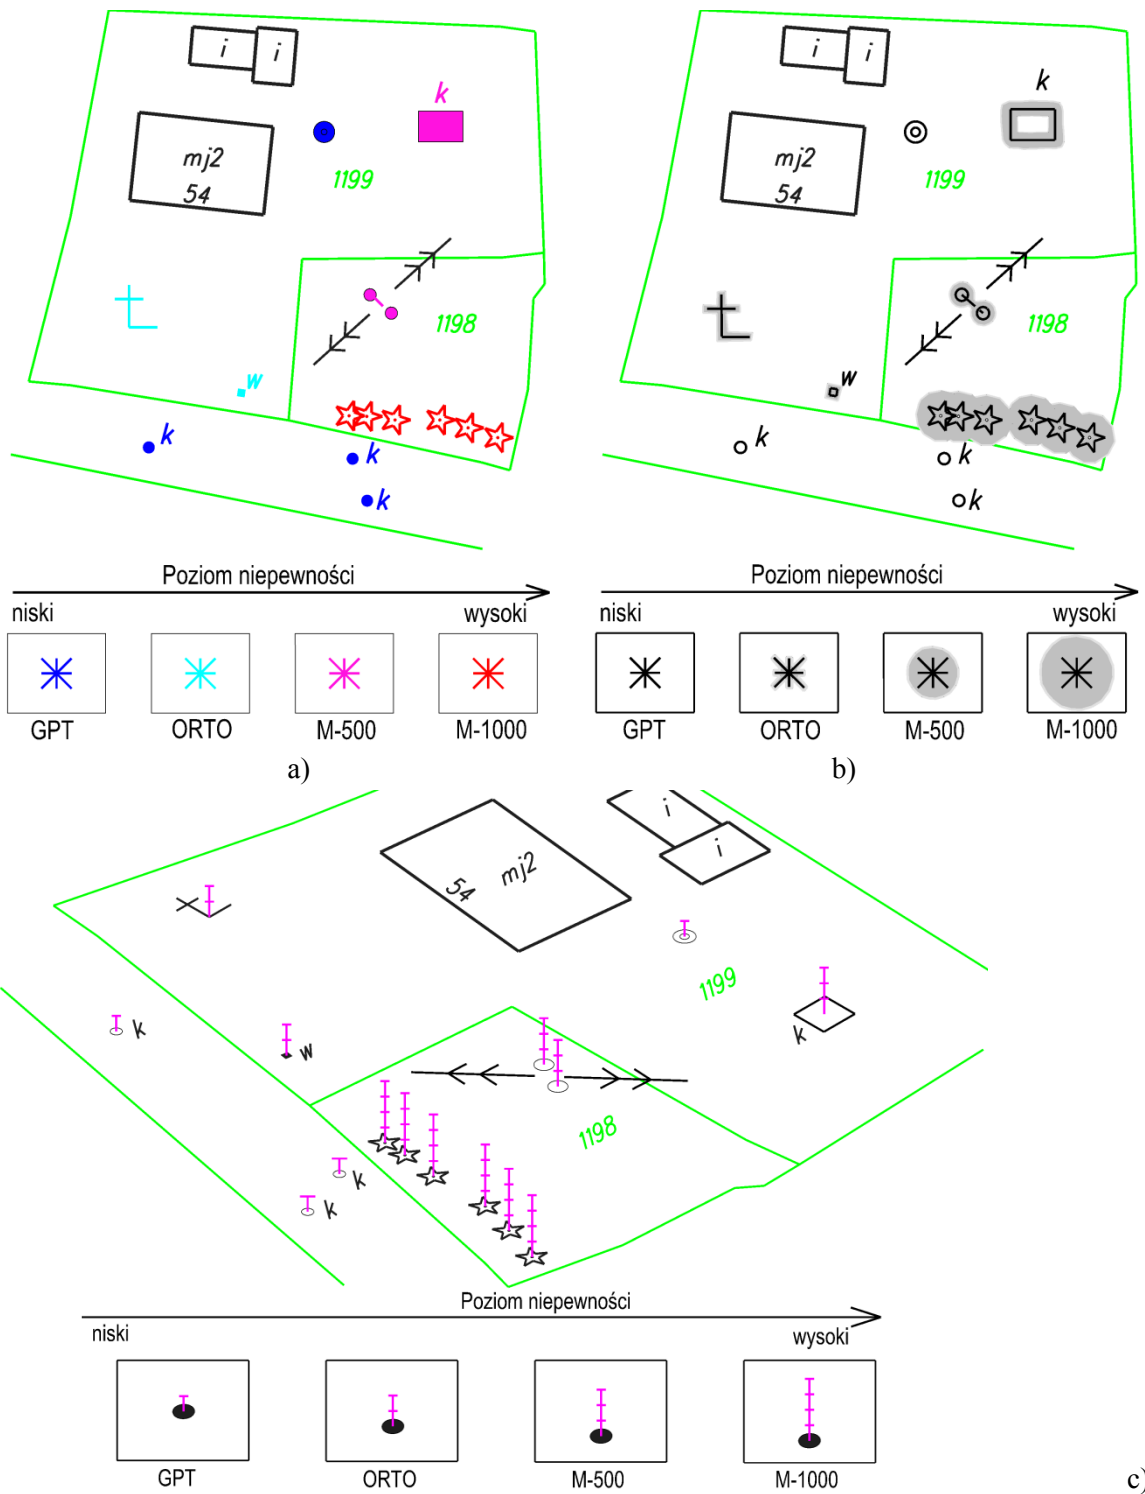 i i
k
mj2
54
1199
1198
w
k
k
k
Poziom niepewności
niski wysoki
GPT ORTO M-500 M-1000
a)
i i
k
mj2
54
1199
1198
w
k
k
k
Poziom niepewności
niski wysoki
GPT ORTO M-500 M-1000
b)
i
i
mj2
54
1199
k
k
w
1198
k
k
Poziom niepewności
niski wysoki
GPT ORTO M-500 M-1000
c)